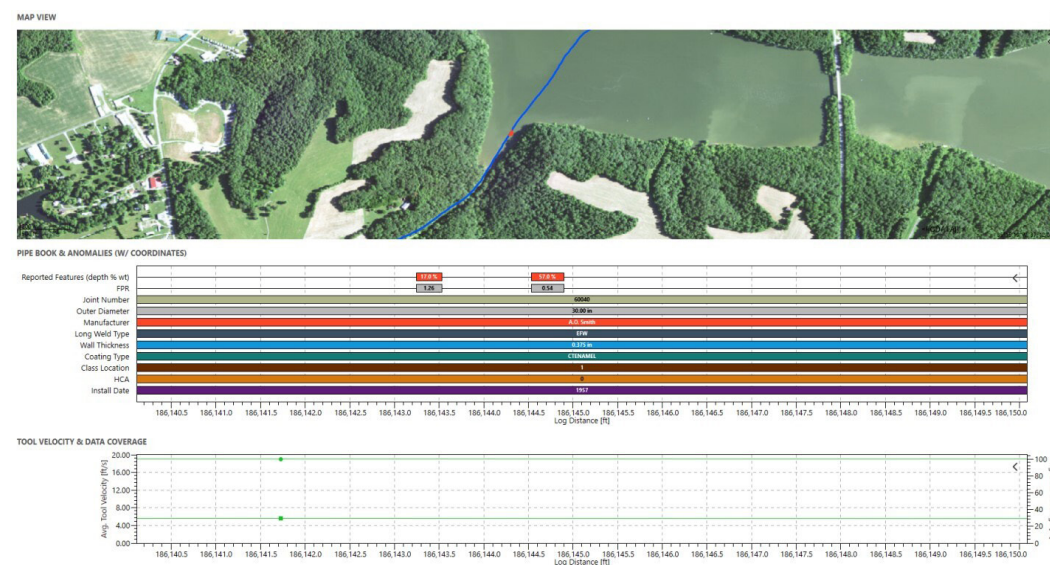 MAP VIEW
PIPE BOOK & ANOMALIES (W/ COORDINATES)
Reported Features (depth % wt) 17.0 % 57.0 %
FPR 1.26 0.54
Joint Number 60040
Outer Diameter 30.00 in
Manufacturer A.O. Smith
Long Weld Type EFW
Wall Thickness 0.375 in
Coating Type CTENAMEL
Class Location 1
HCA 0
Install Date 1957
186,140.5 186,141.0 186,141.5 186,142.0 186,142.5 186,143.0 186,143.5 186,144.0 186,144.5 186,145.0 186,145.5 186,146.0 186,146.5 186,147.0 186,147.5 186,148.0 186,148.5 186,149.0 186,149.5 186,150.0
Log Distance [ft]
TOOL VELOCITY & DATA COVERAGE
Avg. Tool Velocity [ft/s]
20.00 100
16.00 80
12.00 60
8.00 40
4.00 20
0.00 0
186,140.5 186,141.0 186,141.5 186,142.0 186,142.5 186,143.0 186,143.5 186,144.0 186,144.5 186,145.0 186,145.5 186,146.0 186,146.5 186,147.0 186,147.5 186,148.0 186,148.5 186,149.0 186,149.5 186,150.0
Log Distance [ft]